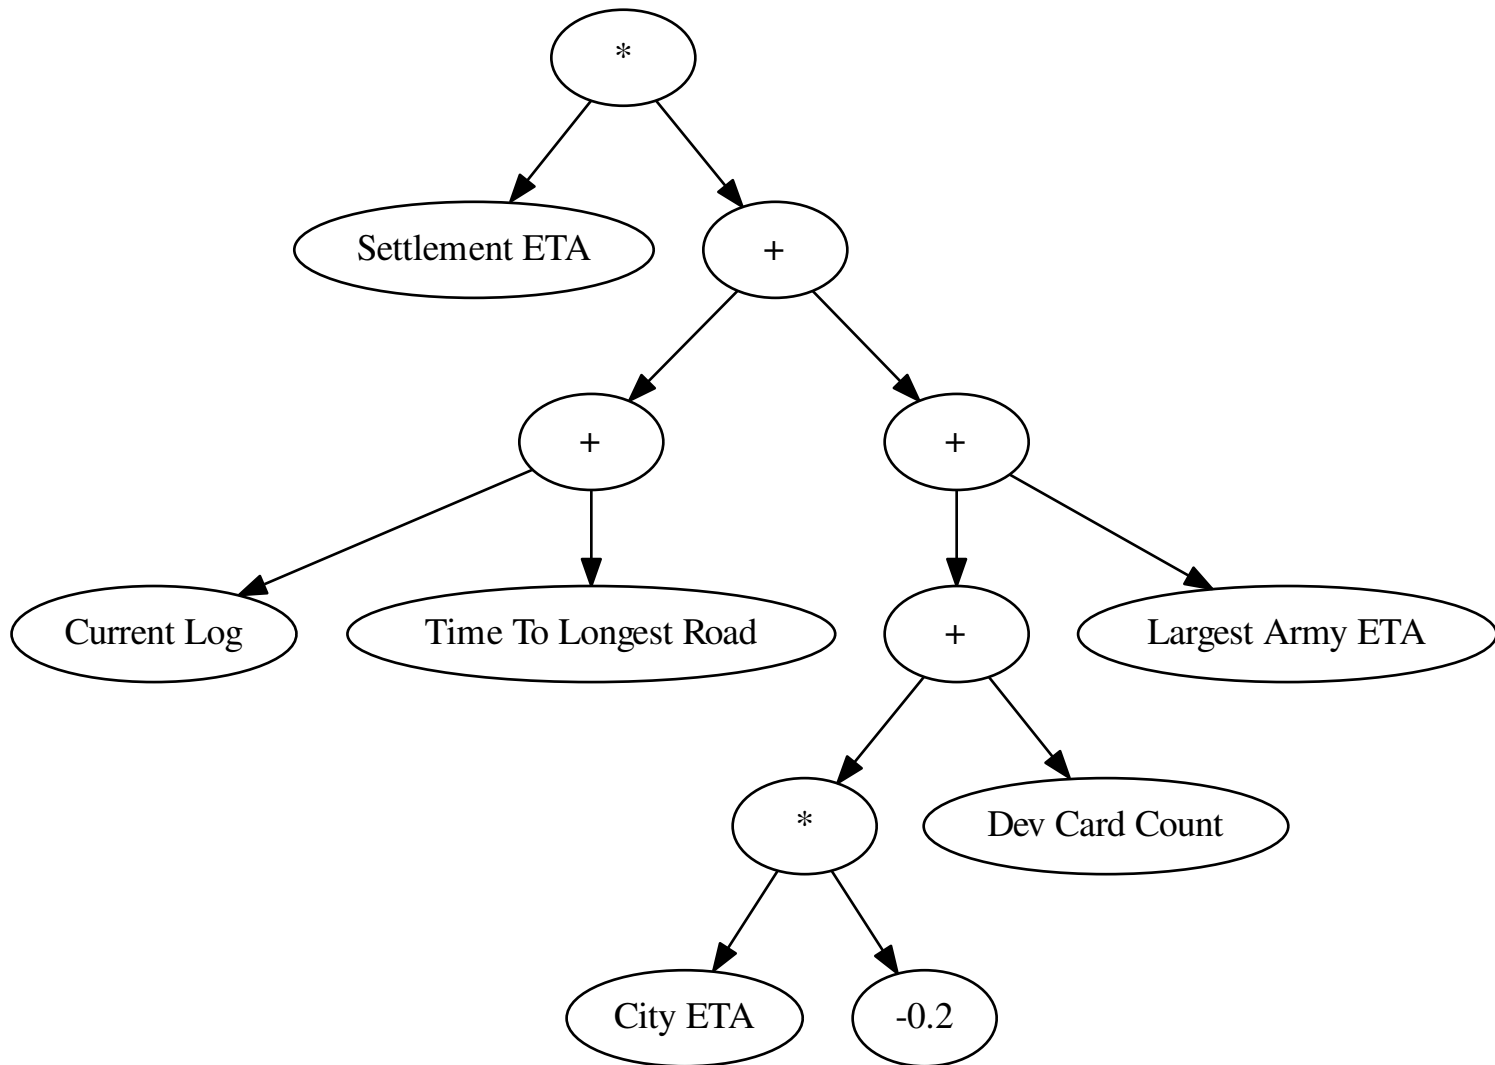 *
Settlement ETA
+
+
+
Current Log
Time To Longest Road
+
Largest Army ETA
*
Dev Card Count
City ETA
-0.2